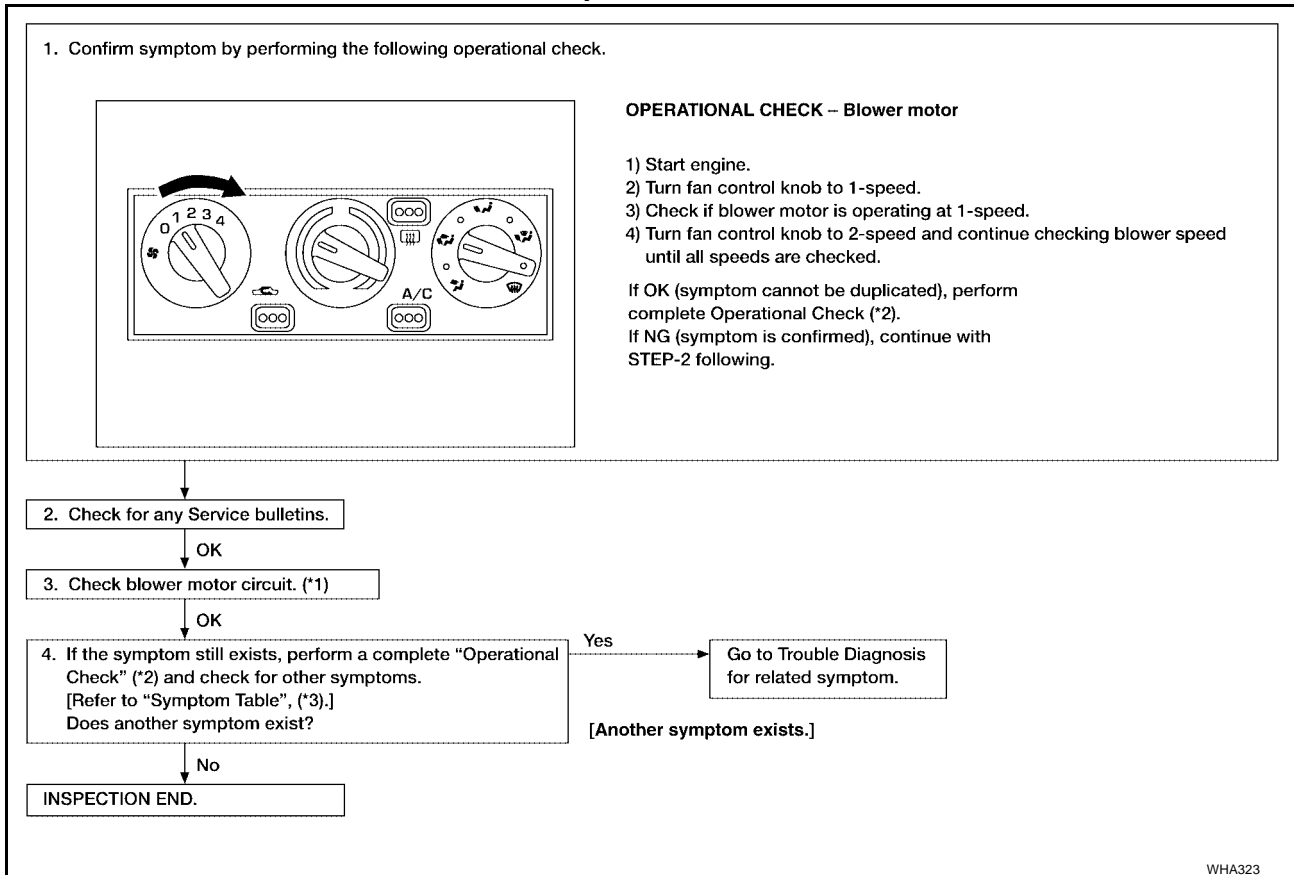 1. Confirm symptom by performing the following operational check.
0 1 2 3 4
A/C
OPERATIONAL CHECK – Blower motor
1) Start engine.
2) Turn fan control knob to 1-speed.
3) Check if blower motor is operating at 1-speed.
4) Turn fan control knob to 2-speed and continue checking blower speed
until all speeds are checked.
If OK (symptom cannot be duplicated), perform
complete Operational Check (*2).
If NG (symptom is confirmed), continue with
STEP-2 following.
2. Check for any Service bulletins.
OK
3. Check blower motor circuit. (*1)
OK
4. If the symptom still exists, perform a complete “Operational
Check” (*2) and check for other symptoms.
[Refer to “Symptom Table”, (*3).]
Does another symptom exist?
Yes
Go to Trouble Diagnosis
for related symptom.
[Another symptom exists.]
No
INSPECTION END.
WHA323